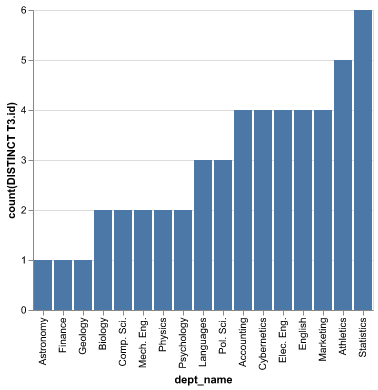 6
5
4
3
2
1
0
count(DISTINCT T3.id)
Astronomy
Finance
Geology
Biology
Comp. Sci.
Mech. Eng.
Physics
Psychology
Languages
Pol. Sci.
Accounting
Cybernetics
Elec. Eng.
English
Marketing
Athletics
Statistics
dept_name